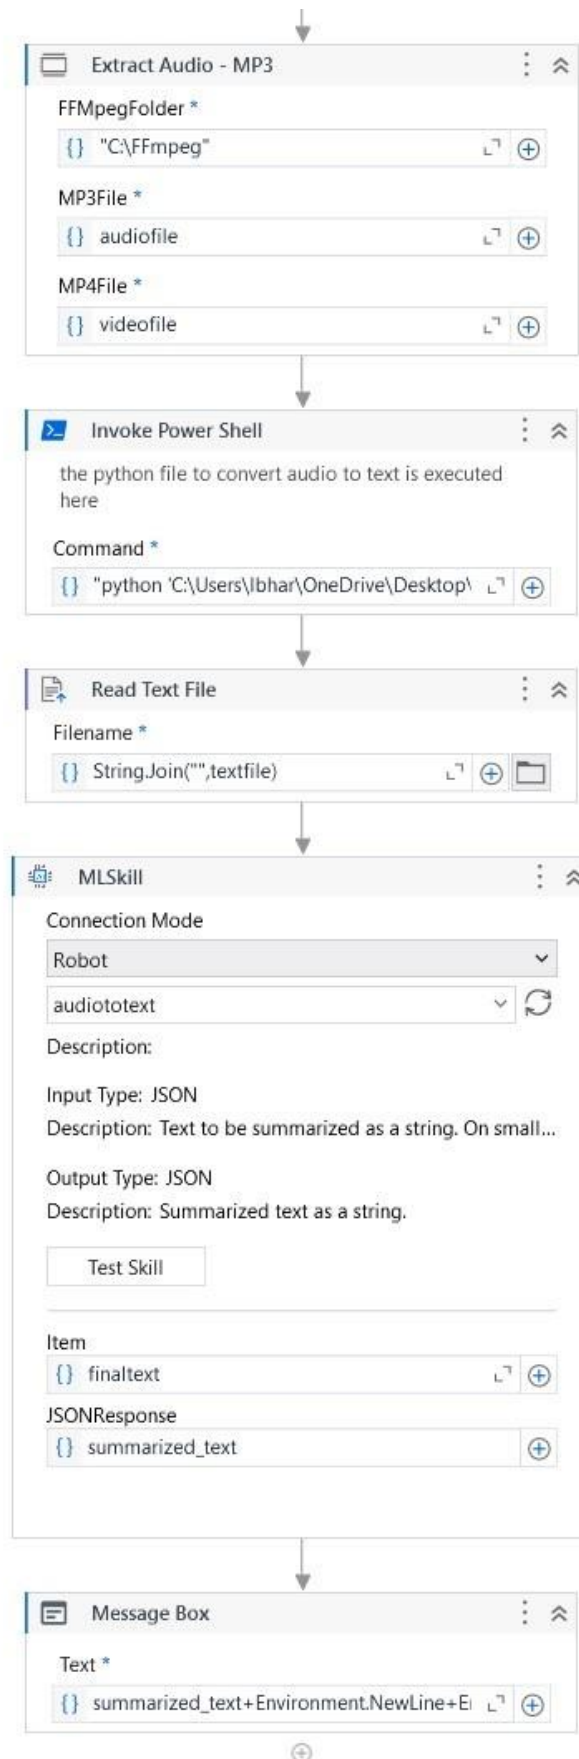 Extract Audio - MP3
FFMpegFolder *
{} "C:\FFmpeg"
MP3File *
{} audiofile
MP4File *
{} videofile
Invoke Power Shell
the python file to convert audio to text is executed
here
Command *
{} "python 'C:\Users\lbhar\OneDrive\Desktop\
Read Text File
Filename *
{} String.Join("",textfile)
MLSkill
Connection Mode
Robot
audiototext
Description:
Input Type: JSON
Description: Text to be summarized as a string. On small...
Output Type: JSON
Description: Summarized text as a string.
Test Skill
Item
{} finaltext
JSONResponse
{} summarized_text
Message Box
Text *
{} summarized_text+Environment.NewLine+E